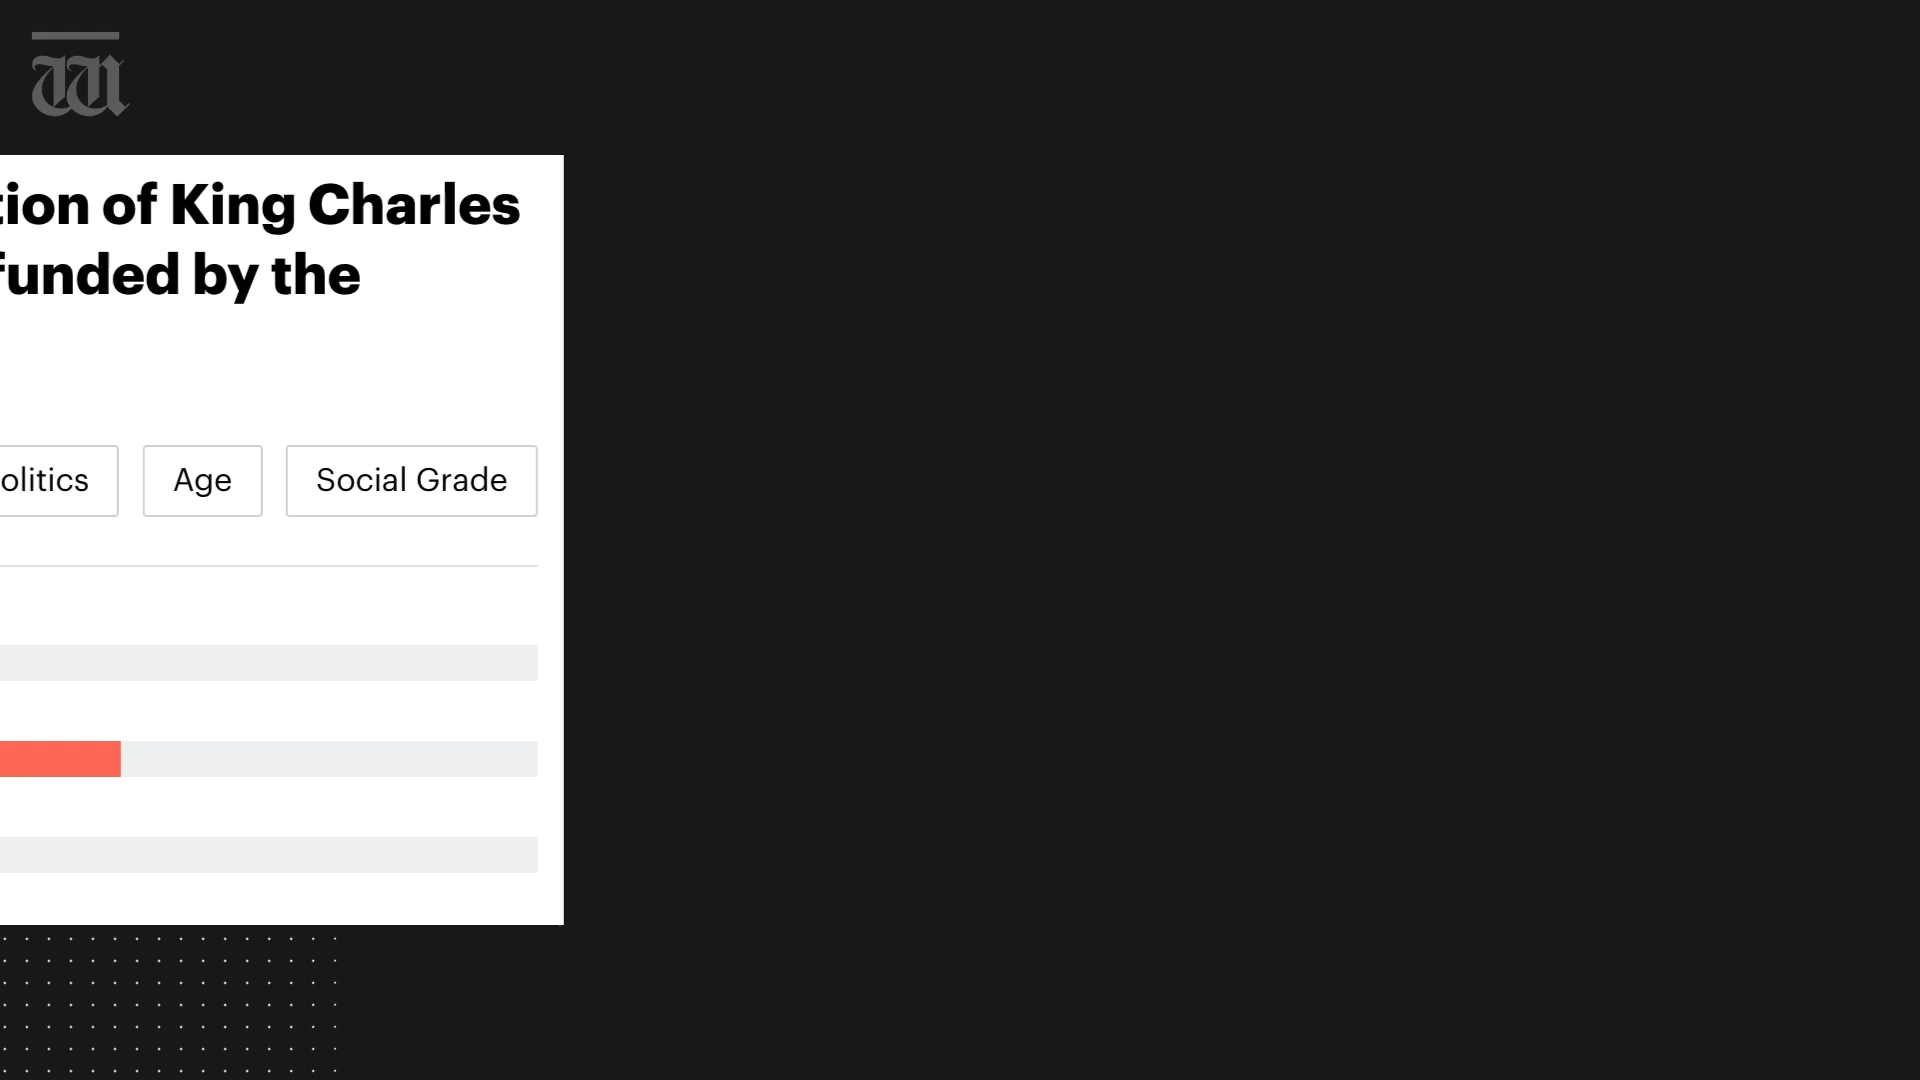 tion of King Charles
funded by the
olitics Age Social Grade